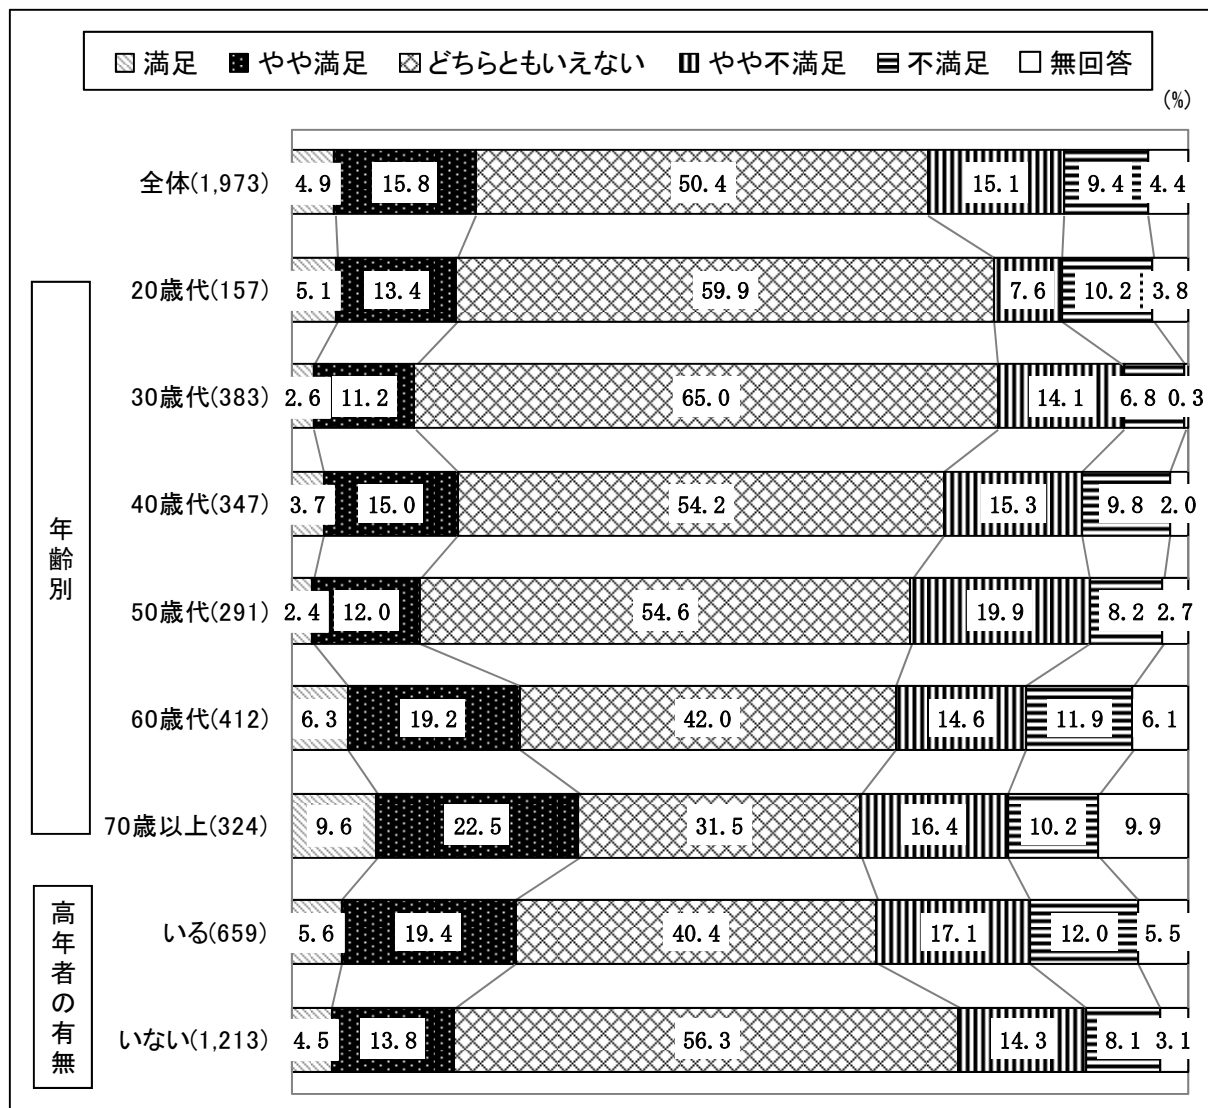 満足 やや満足 どちらともいえない やや不満足 不満足 無回答
(%)
全体(1,973) 4.9 15.8 50.4 15.1 9.4 4.4
年齢別
20歳代(157) 5.1 13.4 59.9 7.6 10.2 3.8
30歳代(383) 2.6 11.2 65.0 14.1 6.8 0.3
40歳代(347) 3.7 15.0 54.2 15.3 9.8 2.0
50歳代(291) 2.4 12.0 54.6 19.9 8.2 2.7
60歳代(412) 6.3 19.2 42.0 14.6 11.9 6.1
70歳以上(324) 9.6 22.5 31.5 16.4 10.2 9.9
高年者の有無
いる(659) 5.6 19.4 40.4 17.1 12.0 5.5
いない(1,213) 4.5 13.8 56.3 14.3 8.1 3.1